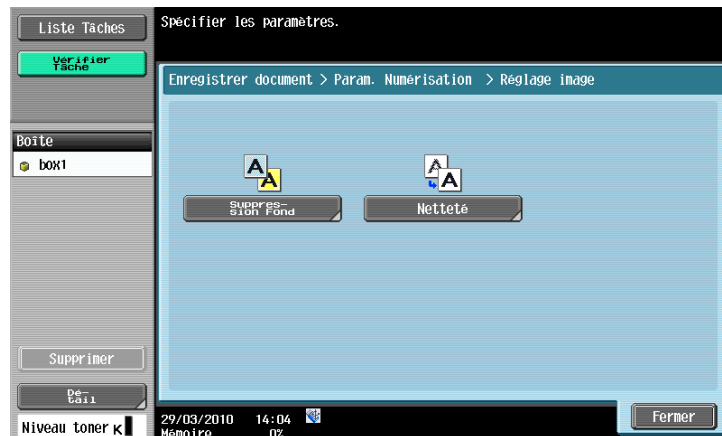 Liste Tâches
Vérifier
Tâche
Boîte
box1
Supprimer
Dé-
tail
Niveau toner K
Spécifier les paramètres.
Enregistrer document > Param. Numérisation > Réglage image
A
A
Suppres-
sion Fond
A
A
Netteté
29/03/2010 14:04
Mémoire 0%
Fermer